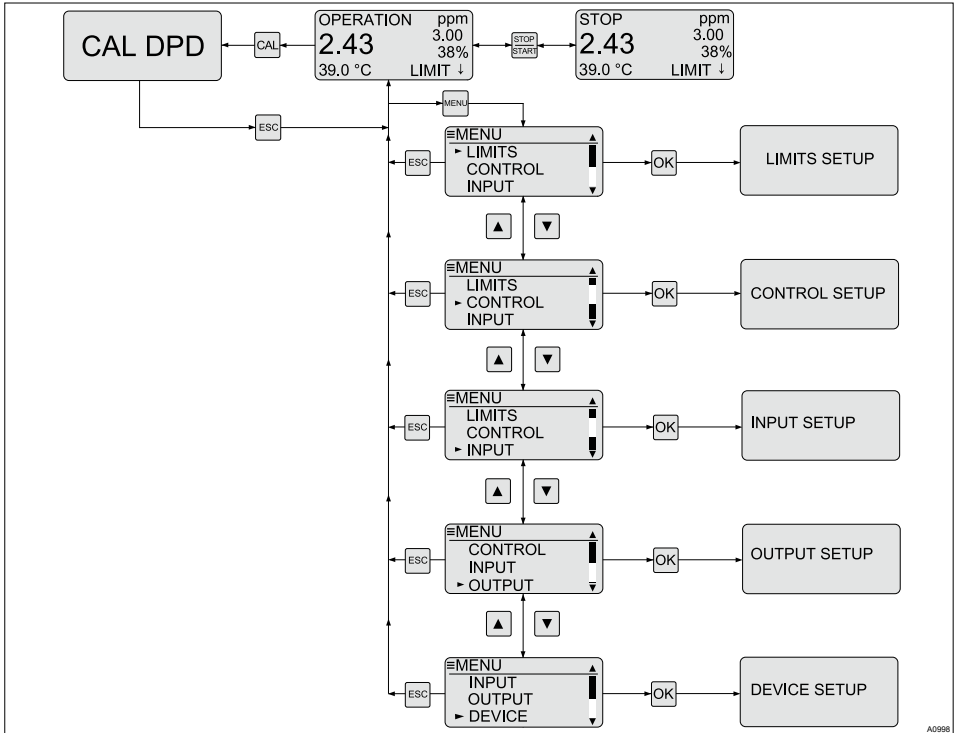 CAL DPD
CAL
OPERATION ppm
2.43 3.00
38%
39.0 °C LIMIT ↓
STOP
START
STOP ppm
2.43 3.00
38%
39.0 °C LIMIT ↓
ESC
MENU
≡MENU ▲
► LIMITS
CONTROL
INPUT ▼
ESC
OK
LIMITS SETUP
▲ ▼
≡MENU ▲
LIMITS
► CONTROL
INPUT ▼
ESC
OK
CONTROL SETUP
▲ ▼
≡MENU ▲
LIMITS
CONTROL
► INPUT ▼
ESC
OK
INPUT SETUP
▲ ▼
≡MENU ▲
CONTROL
INPUT
► OUTPUT ▼
ESC
OK
OUTPUT SETUP
▲ ▼
≡MENU ▲
INPUT
OUTPUT
► DEVICE ▼
ESC
OK
DEVICE SETUP
A0998